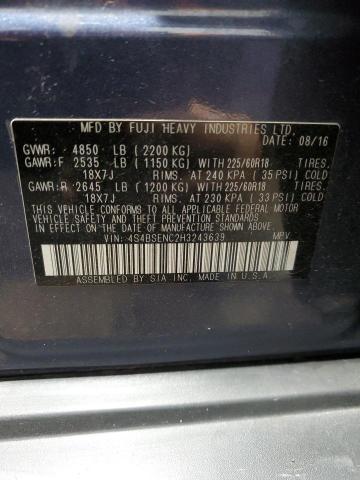 MFD BY FUJI HEAVY INDUSTRIES LTD.
DATE: 08/16
GVWR: 4850 LB (2200 KG)
GAWR:F 2535 LB (1150 KG) WITH 225/60R18 TIRES,
18X7J RIMS, AT 240 KPA (35 PSI) COLD
GAWR:R 2645 LB (1200 KG) WITH 225/60R18 TIRES,
18X7J RIMS, AT 230 KPA (33 PSI) COLD
THIS VEHICLE CONFORMS TO ALL APPLICABLE FEDERAL MOTOR
VEHICLE SAFETY, BUMPER, AND THEFT PREVENTION STANDARDS
IN EFFECT ON THE DATE OF MANUFACTURE SHOWN ABOVE.
VIN: 4S4BSENC2H3243639 MPV
ASSEMBLED BY SIA INC, MADE IN U.S.A.